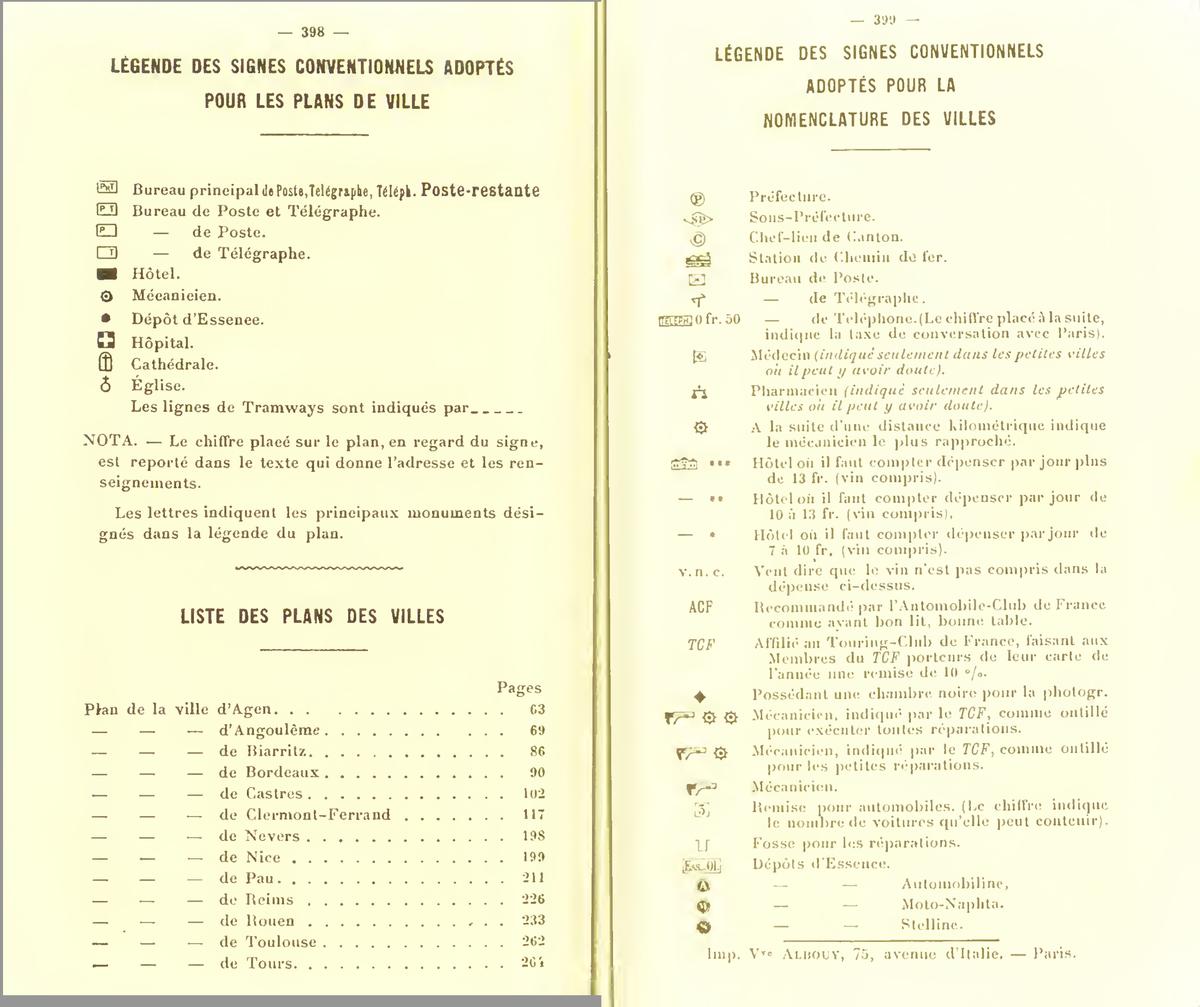 — 398 —
LÉGENDE DES SIGNES CONVENTIONNELS ADOPTÉS
POUR LES PLANS DE VILLE
PxT Bureau principal de Poste, Télégraphe, Téléph. Poste-restante
P T Bureau de Poste et Télégraphe.
P — de Poste.
T — de Télégraphe.
Hôtel.
Mécanicien.
Dépôt d'Essence.
Hôpital.
Cathédrale.
Église.
Les lignes de Tramways sont indiqués par_ _ _ _ _
NOTA. — Le chiffre placé sur le plan, en regard du signe,
est reporté dans le texte qui donne l'adresse et les ren-
seignements.
Les lettres indiquent les principaux monuments dési-
gnés dans la légende du plan.
LISTE DES PLANS DES VILLES
Pages
Plan de la ville d'Agen. . . . . . . . . . . . 63
— — — d'Angoulême . . . . . . . . . . 69
— — — de Biarritz. . . . . . . . . . . . 86
— — — de Bordeaux . . . . . . . . . . . 90
— — — de Castres . . . . . . . . . . . . 102
— — — de Clermont-Ferrand . . . . . . . 117
— — — de Nevers . . . . . . . . . . . . 198
— — — de Nice . . . . . . . . . . . . . 199
— — — de Pau. . . . . . . . . . . . . . 211
— — — de Reims . . . . . . . . . . . . 226
— — — de Rouen . . . . . . . . . . . . 233
— — — de Toulouse . . . . . . . . . . . 262
— — — de Tours. . . . . . . . . . . . . 264
— 399 —
LÉGENDE DES SIGNES CONVENTIONNELS
ADOPTÉS POUR LA
NOMENCLATURE DES VILLES
P Préfecture.
SP Sous-Préfecture.
C Chef-lieu de Canton.
Station de Chemin de fer.
Bureau de Poste.
— de Télégraphe.
TÉLÉPH 0 fr. 50 — de Téléphone. (Le chiffre placé à la suite,
indique la taxe de conversation avec Paris).
Médecin (indiqué seulement dans les petites villes
où il peut y avoir doute).
Pharmacien (indiqué seulement dans les petites
villes où il peut y avoir doute).
A la suite d'une distance kilométrique indique
le mécanicien le plus rapproché.
*** Hôtel où il faut compter dépenser par jour plus
de 13 fr. (vin compris).
— ** Hôtel où il faut compter dépenser par jour de
10 à 13 fr. (vin compris).
— * Hôtel où il faut compter dépenser par jour de
7 à 10 fr. (vin compris).
v. n. c. Veut dire que le vin n'est pas compris dans la
dépense ci-dessus.
ACF Recommandé par l'Automobile-Club de France
comme ayant bon lit, bonne table.
TCF Affilié au Touring-Club de France, faisant aux
Membres du TCF porteurs de leur carte de
l'année une remise de 10 %.
Possédant une chambre noire pour la photogr.
Mécanicien, indiqué par le TCF, comme outillé
pour exécuter toutes réparations.
Mécanicien, indiqué par le TCF, comme outillé
pour les petites réparations.
Mécanicien.
3 Remise pour automobiles. (Le chiffre indique
le nombre de voitures qu'elle peut contenir).
Fosse pour les réparations.
Dépôts d'Essence.
A — — Automobiline,
— — Moto-Naphta.
— — Stelline.
Imp. Vve ALBOUY, 75, avenue d'Italie. — Paris.